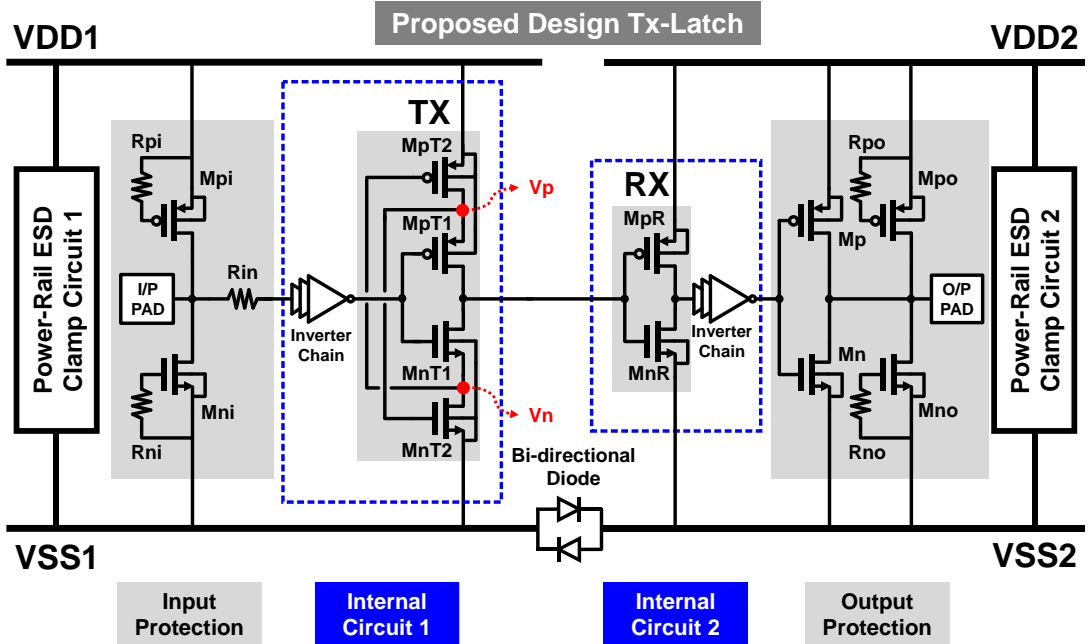 Proposed Design Tx-Latch
VDD1
VDD2
TX
RX
Rpi
Mpi
MpT2
Vp
MpT1
MpR
Rpo
Mpo
Mp
Power-Rail ESD
Clamp Circuit 1
I/P
PAD
Rin
Inverter
Chain
Inverter
Chain
O/P
PAD
Power-Rail ESD
Clamp Circuit 2
Mni
Rni
MnT1
Vn
MnT2
MnR
Mn
Mno
Rno
Bi-directional
Diode
VSS1
VSS2
Input
Protection
Internal
Circuit 1
Internal
Circuit 2
Output
Protection